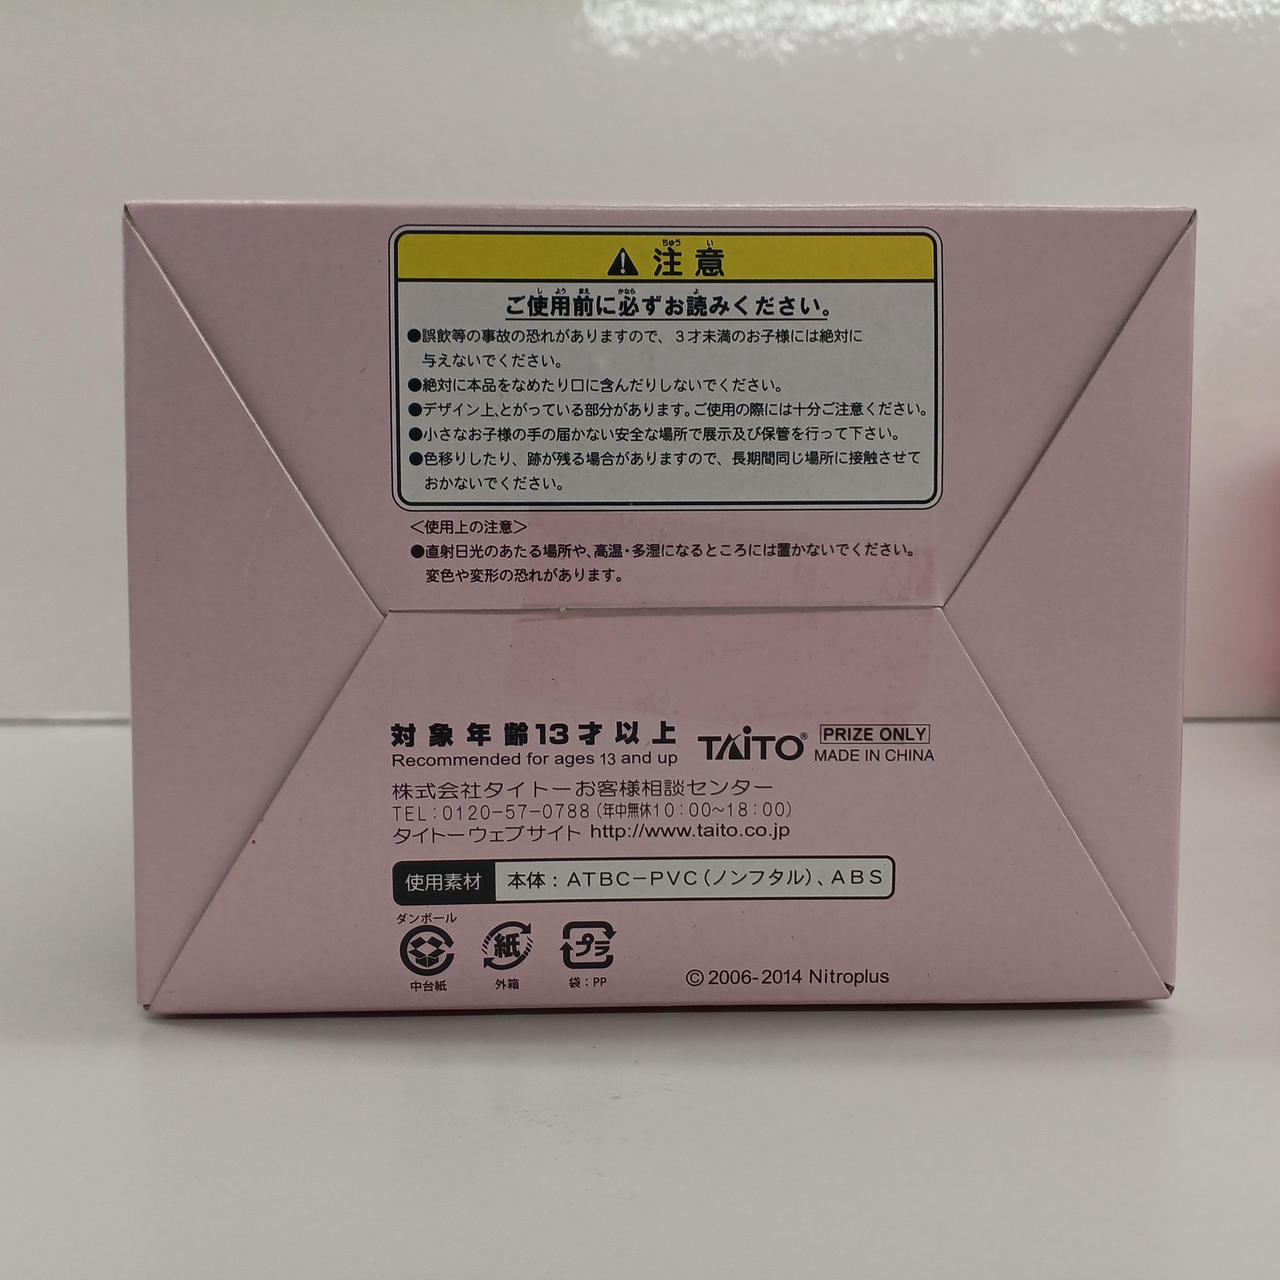 ちゅう い
注意
し よう まえ かなら よ
ご使用前に必ずお読みください。
●誤飲等の事故の恐れがありますので、3才未満のお子様には絶対に
与えないでください。
●絶対に本品をなめたり口に含んだりしないでください。
●デザイン上、とがっている部分があります。ご使用の際には十分ご注意ください。
●小さなお子様の手の届かない安全な場所で展示及び保管を行って下さい。
●色移りしたり、跡が残る場合がありますので、長期間同じ場所に接触させて
おかないでください。
＜使用上の注意＞
●直射日光のあたる場所や、高温・多湿になるところには置かないでください。
変色や変形の恐れがあります。
対象年齢13才以上
Recommended for ages 13 and up
TAITO®
PRIZE ONLY
MADE IN CHINA
株式会社タイトーお客様相談センター
TEL：0120-57-0788（年中無休10：00〜18：00）
タイトーウェブサイト http://www.taito.co.jp
使用素材 本体：ATBC−PVC（ノンフタル）、ABS
ダンボール
中台紙
紙
外箱
プラ
袋：PP
©2006-2014 Nitroplus